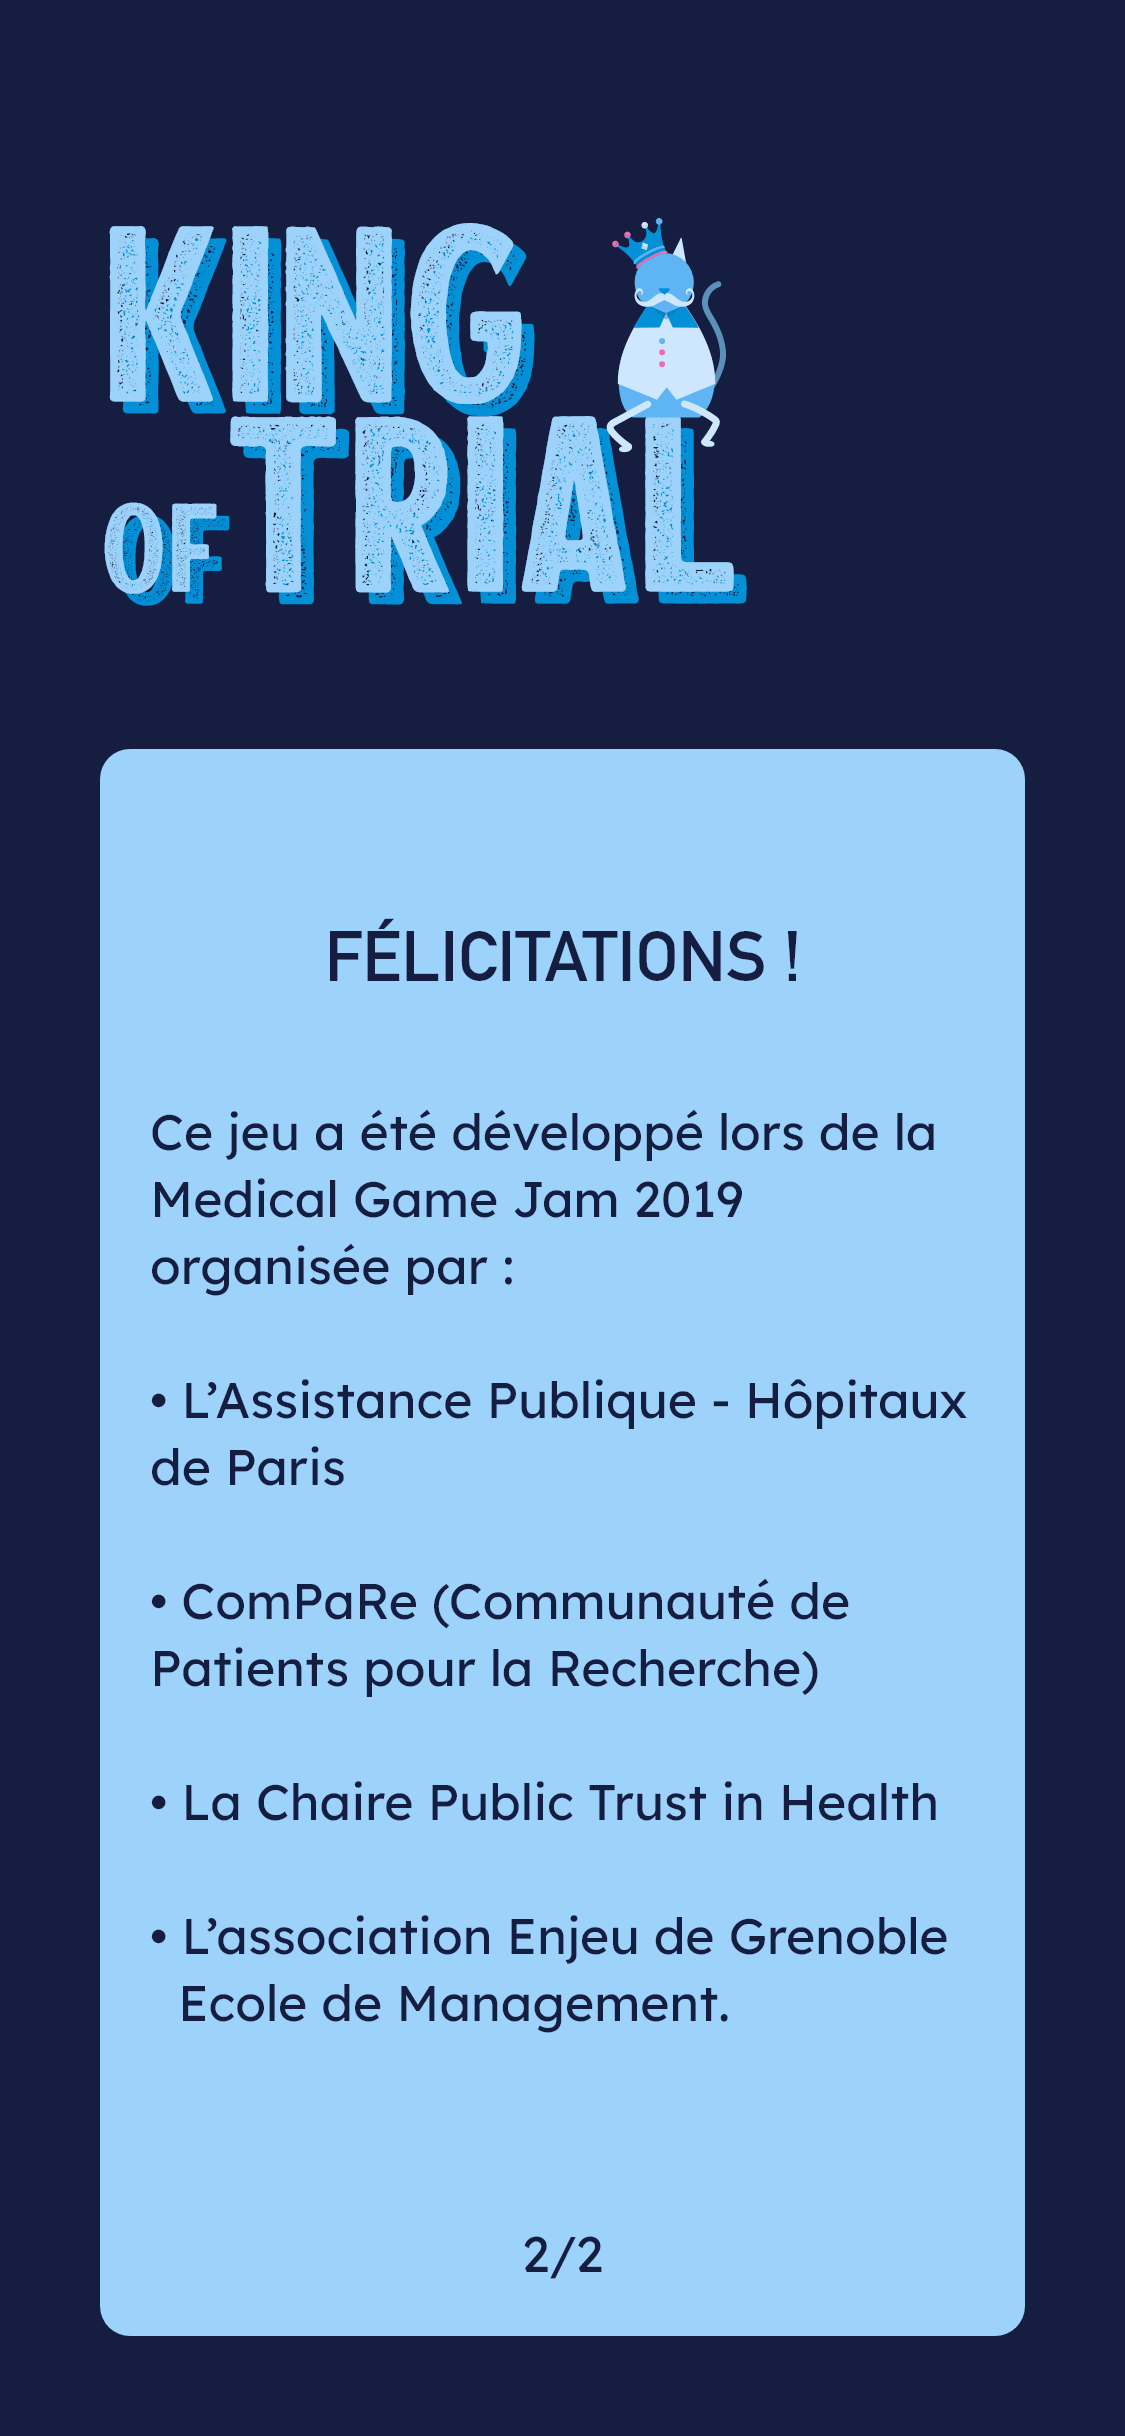 KING
OF TRIAL
FÉLICITATIONS !
Ce jeu a été développé lors de la
Medical Game Jam 2019
organisée par :
• L’Assistance Publique - Hôpitaux
de Paris
• ComPaRe (Communauté de
Patients pour la Recherche)
• La Chaire Public Trust in Health
• L’association Enjeu de Grenoble
Ecole de Management.
2/2